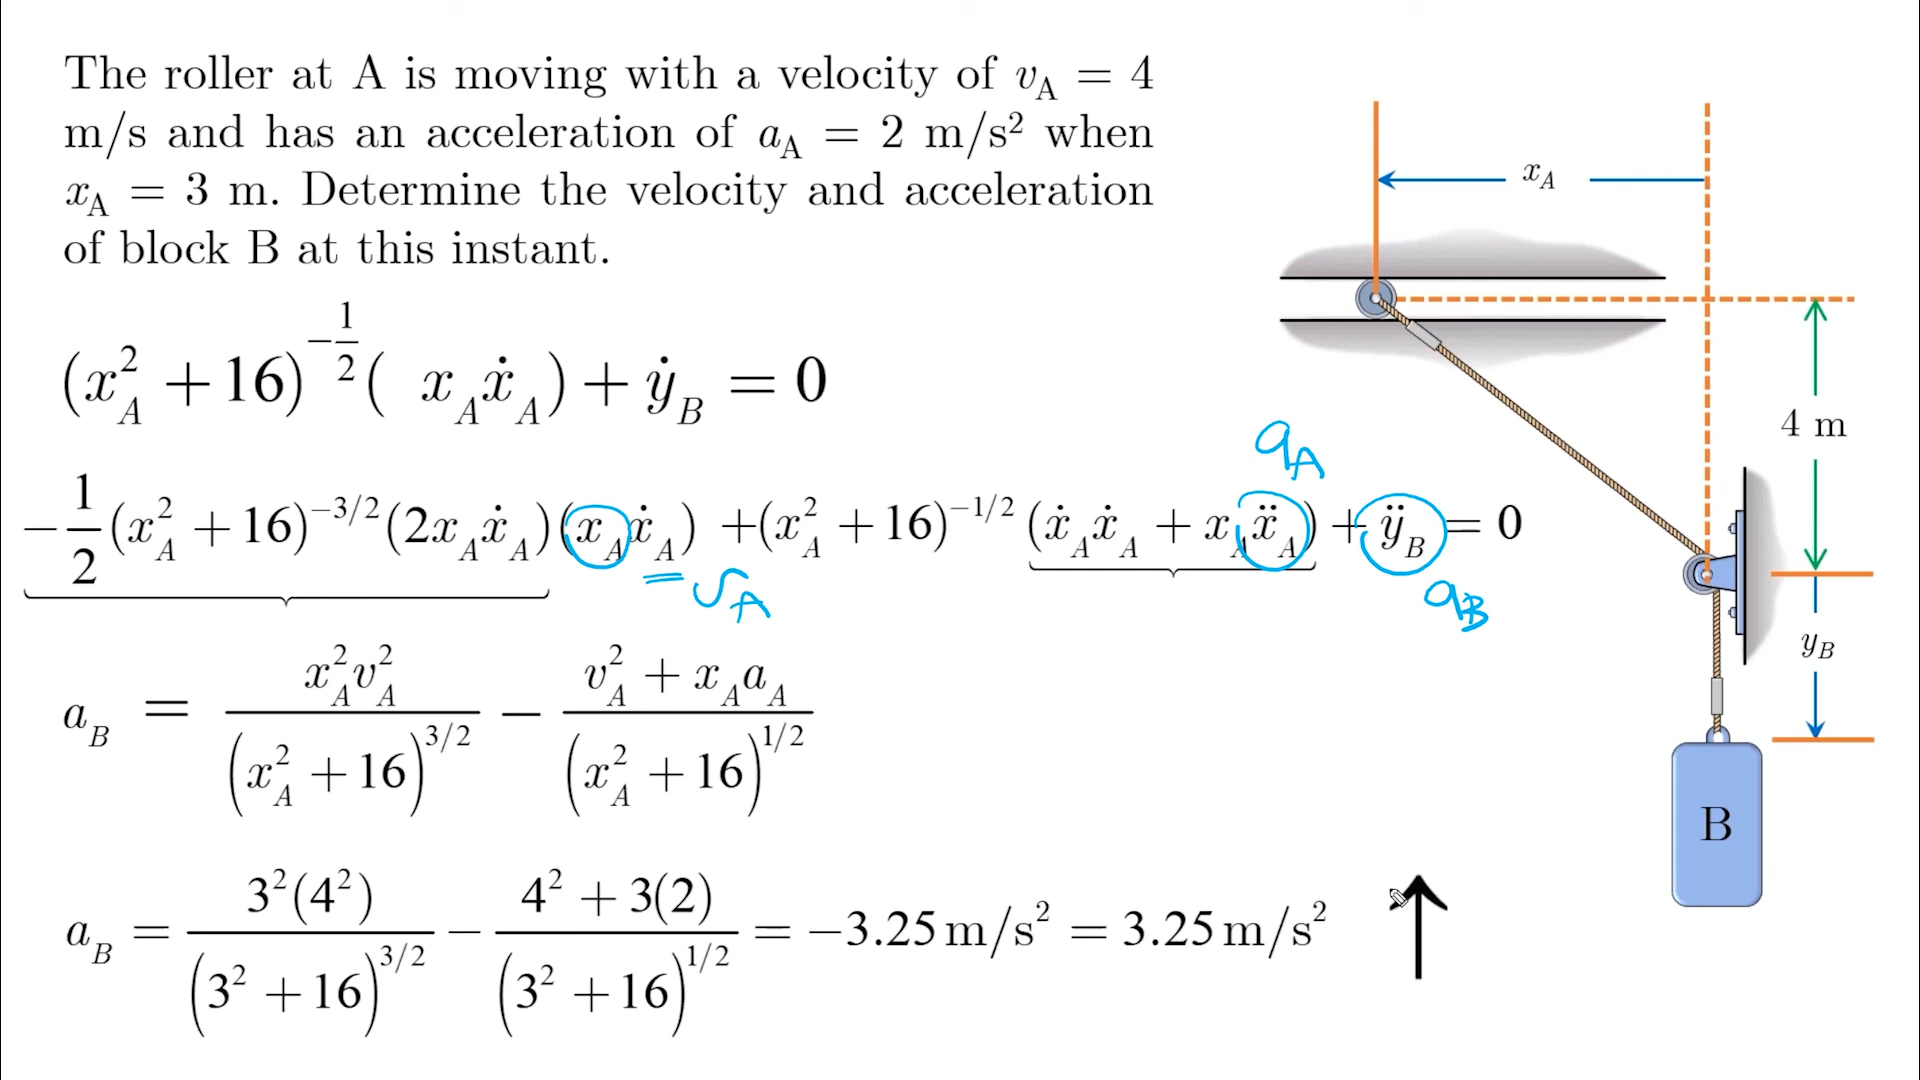 The roller at A is moving with a velocity of v_A = 4
m/s and has an acceleration of a_A = 2 m/s² when
x_A = 3 m. Determine the velocity and acceleration
of block B at this instant.
(x_A² + 16)^{-1/2} ( x_A ẋ_A) + ẏ_B = 0
-1/2 (x_A² + 16)^{-3/2} (2x_A ẋ_A)(x_A ẋ_A) + (x_A² + 16)^{-1/2} (ẋ_A ẋ_A + x_A ẍ_A) + ÿ_B = 0
a_A
= v_A
a_B
a_B = x_A² v_A² / (x_A² + 16)^{3/2} - (v_A² + x_A a_A) / (x_A² + 16)^{1/2}
a_B = 3²(4²) / (3² + 16)^{3/2} - (4² + 3(2)) / (3² + 16)^{1/2} = -3.25 m/s² = 3.25 m/s² ↑
x_A
4 m
y_B
B